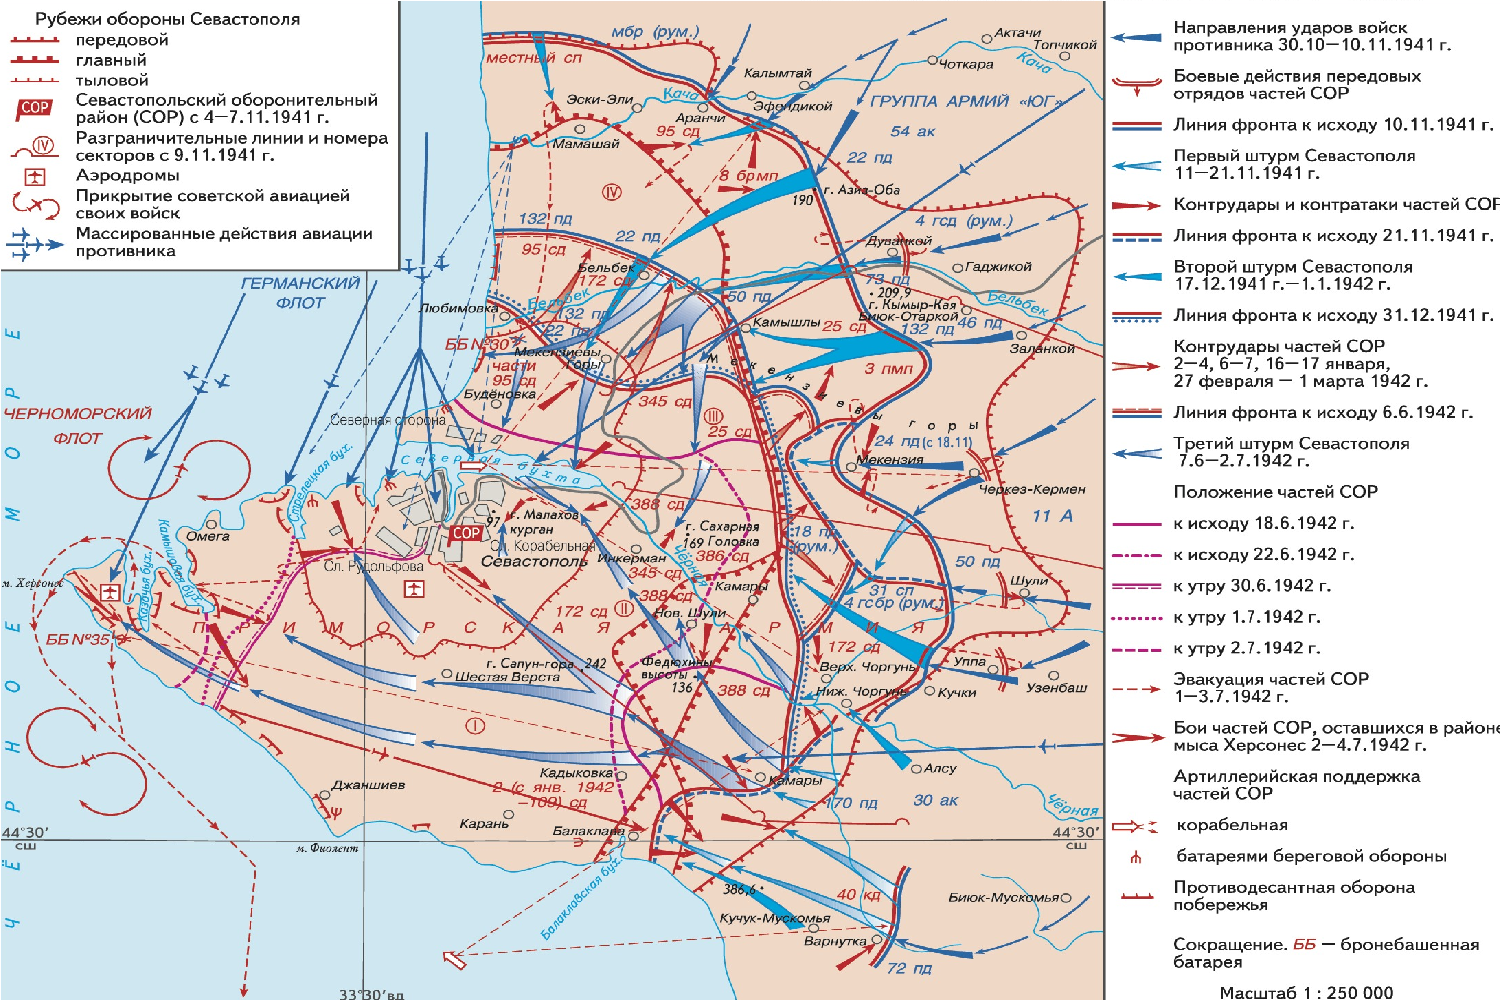 Рубежи обороны Севастополя
передовой
главный
тыловой
СОР
Севастопольский оборонительный
район (СОР) с 4–7.11.1941 г.
IV
Разграничительные линии и номера
секторов с 9.11.1941 г.
Аэродромы
Прикрытие советской авиацией
своих войск
Массированные действия авиации
противника
Направления ударов войск
противника 30.10–10.11.1941 г.
Боевые действия передовых
отрядов частей СОР
Линия фронта к исходу 10.11.1941 г.
Первый штурм Севастополя
11–21.11.1941 г.
Контрудары и контратаки частей СОР
Линия фронта к исходу 21.11.1941 г.
Второй штурм Севастополя
17.12.1941 г.–1.1.1942 г.
Линия фронта к исходу 31.12.1941 г.
Контрудары частей СОР
2–4, 6–7, 16–17 января,
27 февраля – 1 марта 1942 г.
Линия фронта к исходу 6.6.1942 г.
Третий штурм Севастополя
7.6–2.7.1942 г.
Положение частей СОР
к исходу 18.6.1942 г.
к исходу 22.6.1942 г.
к утру 30.6.1942 г.
к утру 1.7.1942 г.
к утру 2.7.1942 г.
Эвакуация частей СОР
1–3.7.1942 г.
Бои частей СОР, оставшихся в районе
мыса Херсонес 2–4.7.1942 г.
Артиллерийская поддержка
частей СОР
корабельная
батареями береговой обороны
Противодесантная оборона
побережья
Сокращение. ББ – бронебашенная
батарея
Масштаб 1 : 250 000
мбр (рум.)
местный сп
Актачи
Топчикой
Чоткара
Кача
Калымтай
Эски-Эли
Кача
Эфендикой
Аранчи
ГРУППА АРМИЙ «ЮГ»
54 ак
95 сд
Мамашай
22 пд
8 брмп
IV
г. Азиз-Оба
190
132 пд
22 пд
95 сд
4 гсд (рум.)
Дуванкой
Гаджикой
Бельбек
172 сд
73 пд
209,9
г. Кымыр-Кая
Биюк-Отаркой
Бельбек
50 пд
Любимовка
Бельбек
132 пд
22 пд
Камышлы
25 сд
132 пд
46 пд
Заланкой
ББ №30
Мекензиевы
горы
части
95 сд
Мекензиевы
горы
3 пмп
Будёновка
345 сд
III
25 сд
24 пд (с 18.11)
Мекензия
Черкез-Кермен
11 А
ГЕРМАНСКИЙ
ФЛОТ
ЧЕРНОМОРСКИЙ
ФЛОТ
ЧЁРНОЕ МОРЕ
Северная сторона
Северная бухта
Стрелецкая бух.
Камышовая бух.
Казачья бух.
Омега
м. Херсонес
ББ №35
97
г. Малахов
курган
СОР
Сл. Корабельная
Севастополь
Сл. Рудольфова
Инкерман
388 сд
г. Сахарная
169 Головка
386 сд
345 сд
388 сд
Чёрная
Камары
18 пд
(рум.)
50 пд
31 сп
4 гсбр (рум.)
Шули
172 сд
II
Нов. Шули
ПРИМОРСКАЯ АРМИЯ
172 сд
г. Сапун-гора
242
Шестая Верста
Федюхины
высоты
136
388 сд
Верх. Чоргунь
Ниж. Чоргунь
Уппа
Кучки
Узенбаш
I
Алсу
Кадыковка
Камары
2 (с янв. 1942
–109) сд
170 пд
30 ак
Чёрная
Джаншиев
Карань
Балаклава
44°30′
СШ
44°30′
СШ
м. Фиолент
Балаклавская бух.
386,6
40 кд
Биюк-Мускомья
Кучук-Мускомья
Варнутка
72 пд
33°30′вд